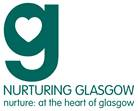 g
NURTURING GLASGOW
nurture: at the heart of glasgow